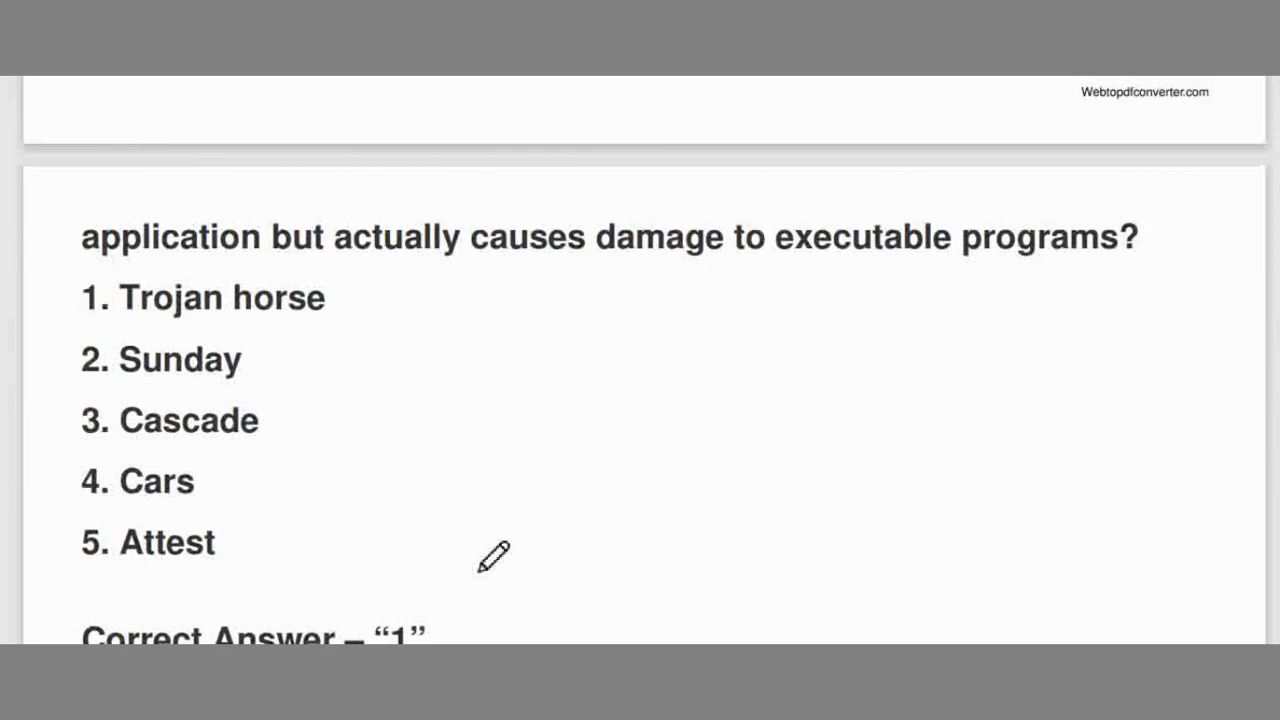 Webtopdfconverter.com
application but actually causes damage to executable programs?
1. Trojan horse
2. Sunday
3. Cascade
4. Cars
5. Attest
Correct Answer – “1”